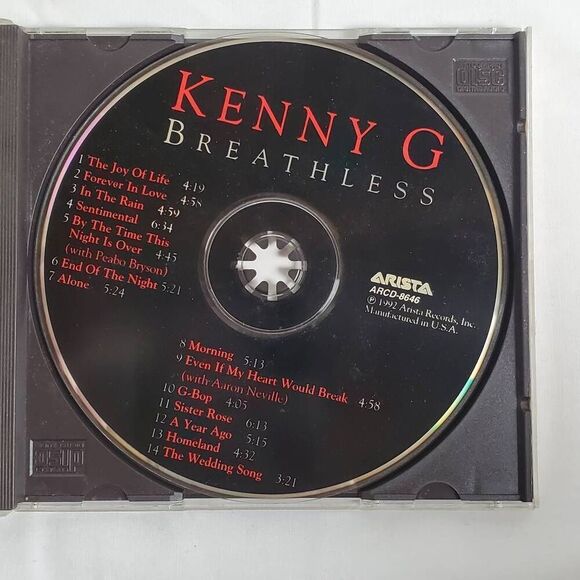 KENNY G
BREATHLESS
1 The Joy Of Life 4:19
2 Forever In Love 4:58
3 In The Rain 4:59
4 Sentimental 6:34
5 By The Time This
Night Is Over 4:45
(with Peabo Bryson)
6 End Of The Night 5:21
7 Alone 5:24
ARISTA
ARCD-8646
℗ 1992 Arista Records, Inc.
Manufactured in U.S.A.
8 Morning 5:13
9 Even If My Heart Would Break 4:58
(with Aaron Neville)
10 G-Bop 4:05
11 Sister Rose 6:13
12 A Year Ago 5:15
13 Homeland 4:32
14 The Wedding Song 3:21